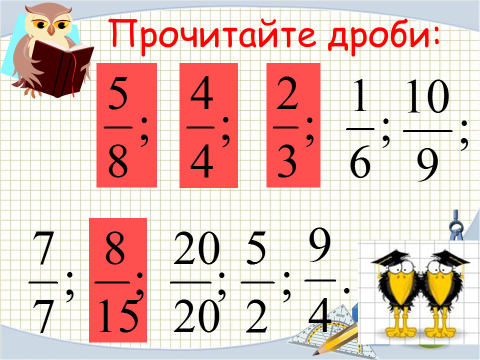 Прочитайте дроби:
5/8; 4/4; 2/3; 1/6; 10/9;
7/7; 8/15; 20/20; 5/2; 9/4.